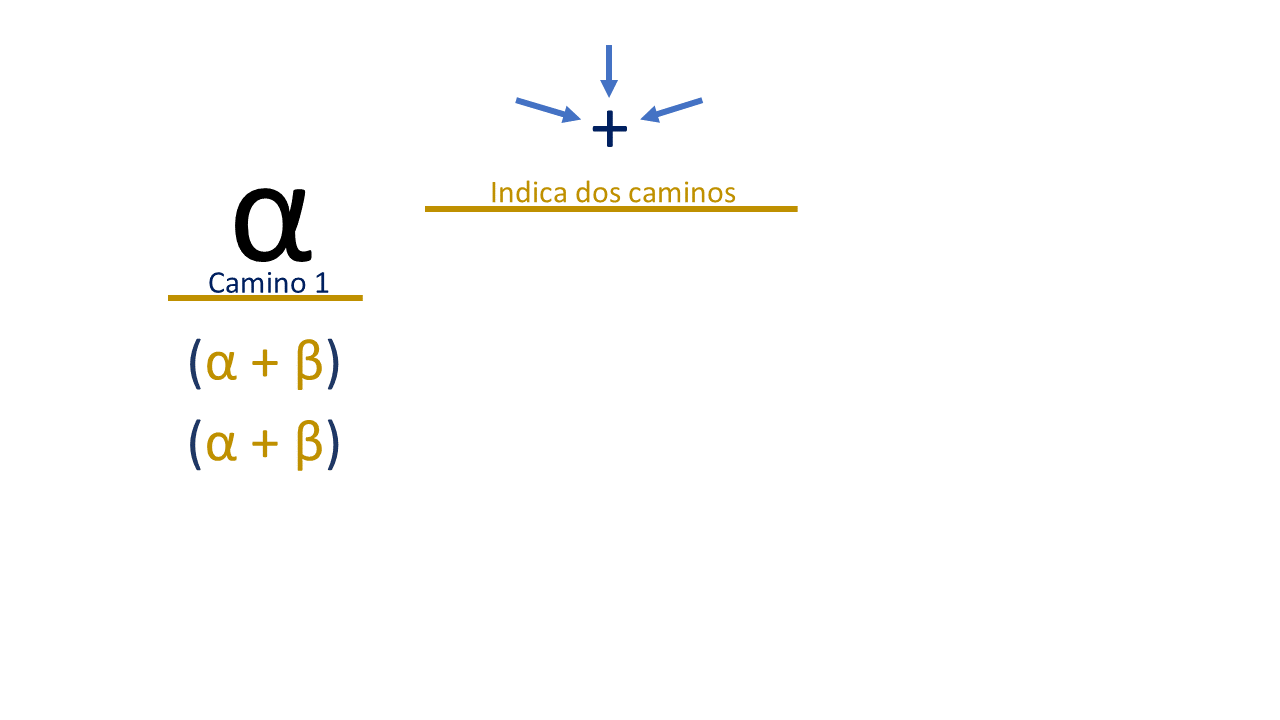 +
Indica dos caminos
α
Camino 1
(α + β)
(α + β)